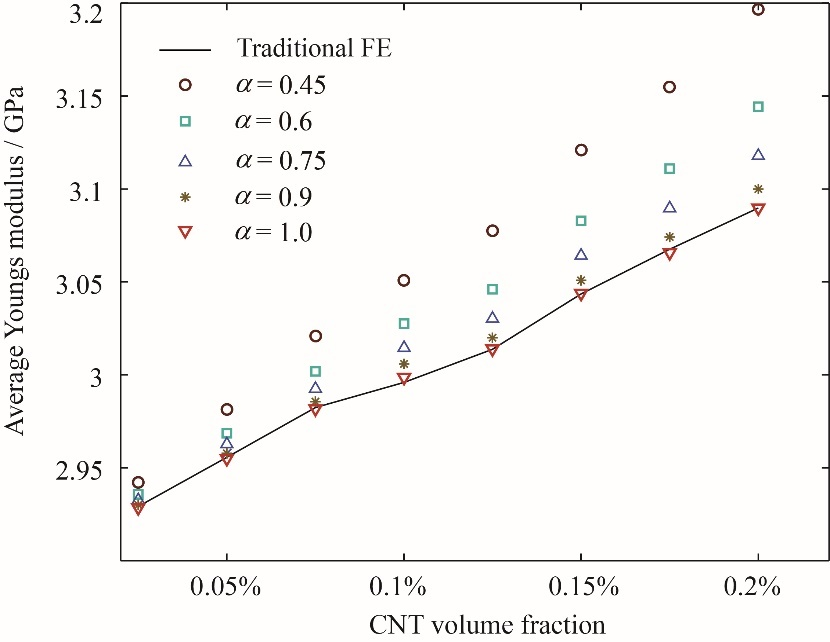 3.2
3.15
3.1
3.05
3
2.95
Average Youngs modulus / GPa
Traditional FE
α = 0.45
α = 0.6
α = 0.75
α = 0.9
α = 1.0
0.05% 0.1% 0.15% 0.2%
CNT volume fraction